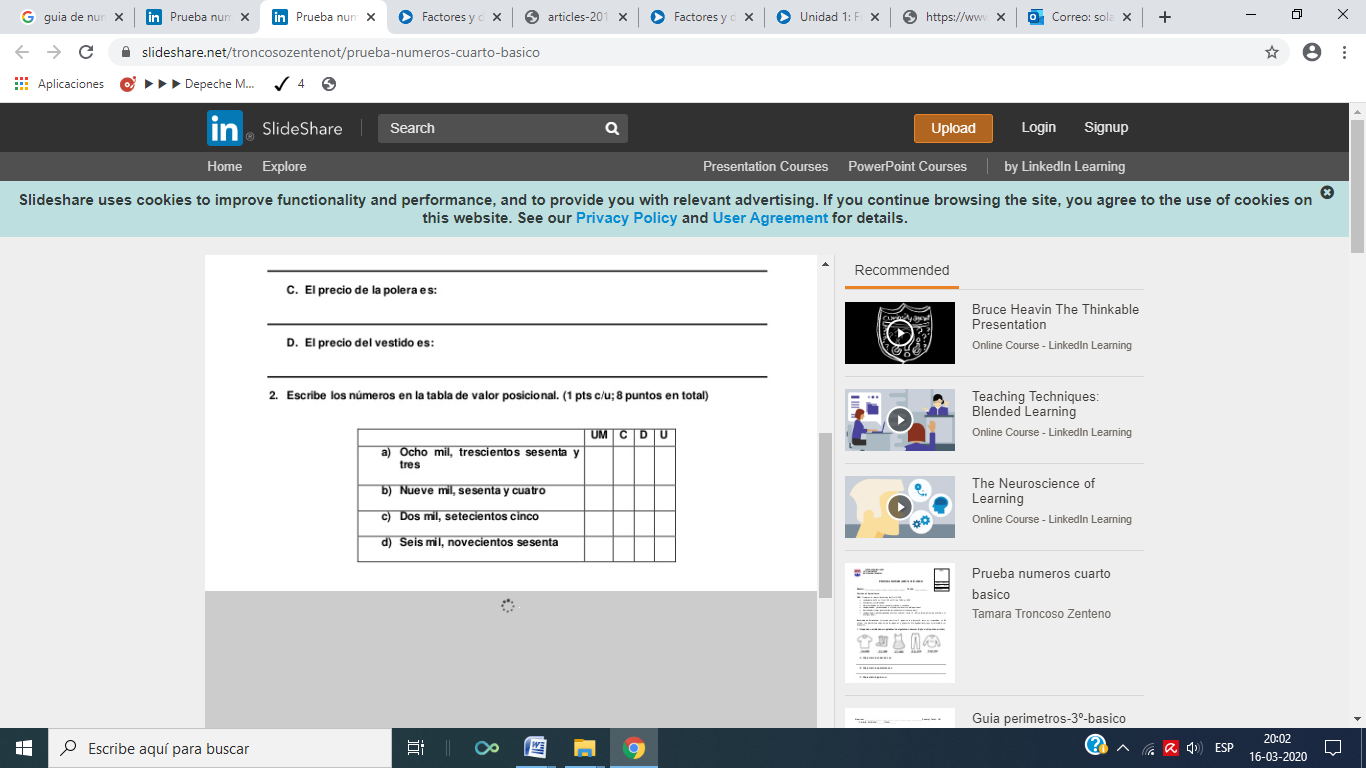 guia de nur
Prueba num
Prueba num
Factores y d
articles-201
Factores y d
Unidad 1: F
https://www
Correo: sola
slideshare.net/troncosozentenot/prueba-numeros-cuarto-basico
Aplicaciones
►►► Depeche M...
4
in
SlideShare
Search
Upload
Login
Signup
Home
Explore
Presentation Courses
PowerPoint Courses
by LinkedIn Learning
Slideshare uses cookies to improve functionality and performance, and to provide you with relevant advertising. If you continue browsing the site, you agree to the use of cookies on
this website. See our Privacy Policy and User Agreement for details.
C. El precio de la polera es:
D. El precio del vestido es:
2. Escribe los números en la tabla de valor posicional. (1 pts c/u; 8 puntos en total)
UM C D U
a) Ocho mil, trescientos sesenta y
tres
b) Nueve mil, sesenta y cuatro
c) Dos mil, setecientos cinco
d) Seis mil, novecientos sesenta
Recommended
Bruce Heavin The Thinkable
Presentation
Online Course - LinkedIn Learning
Teaching Techniques:
Blended Learning
Online Course - LinkedIn Learning
The Neuroscience of
Learning
Online Course - LinkedIn Learning
Prueba numeros cuarto
basico
Tamara Troncoso Zenteno
Guia perimetros-3º-basico
Escribe aquí para buscar
ESP
20:02
16-03-2020